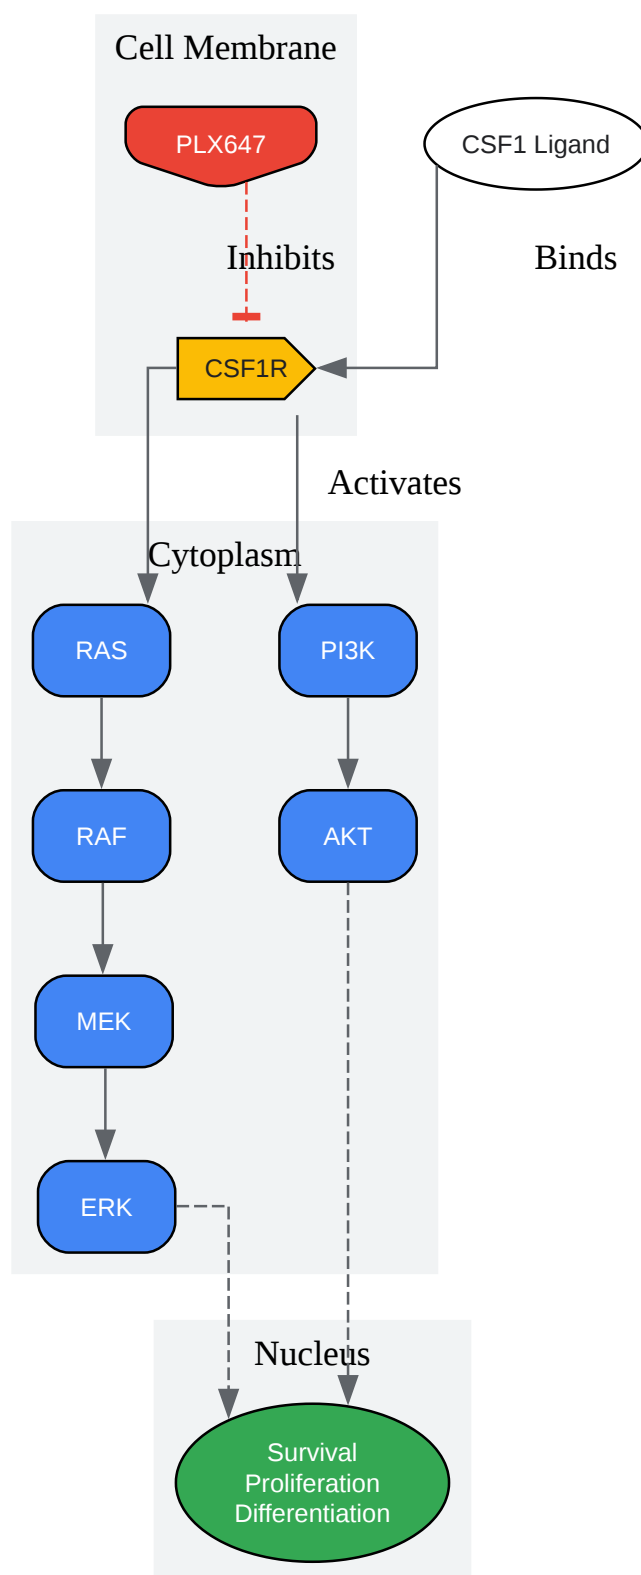 Cell Membrane
PLX647
CSF1 Ligand
Inhibits
Binds
CSF1R
Activates
Cytoplasm
RAS
PI3K
RAF
AKT
MEK
ERK
Nucleus
Survival
Proliferation
Differentiation